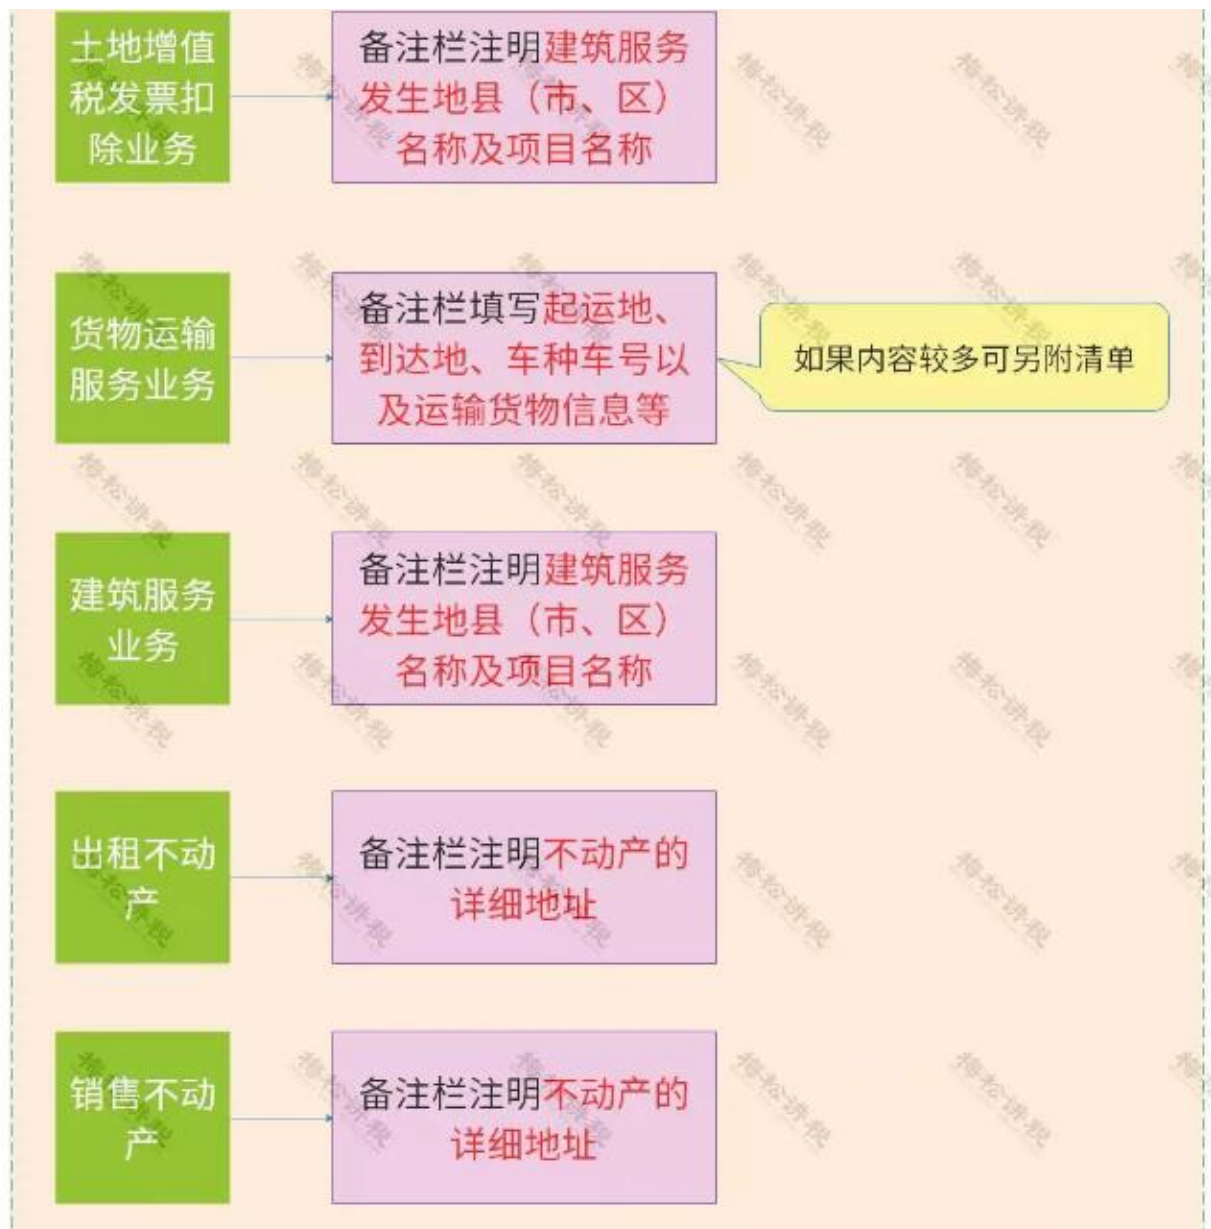 土地增值
税发票扣
除业务
备注栏注明建筑服务
发生地县（市、区）
名称及项目名称
货物运输
服务业务
备注栏填写起运地、
到达地、车种车号以
及运输货物信息等
如果内容较多可另附清单
建筑服务
业务
备注栏注明建筑服务
发生地县（市、区）
名称及项目名称
出租不动
产
备注栏注明不动产的
详细地址
销售不动
产
备注栏注明不动产的
详细地址
梅松讲税